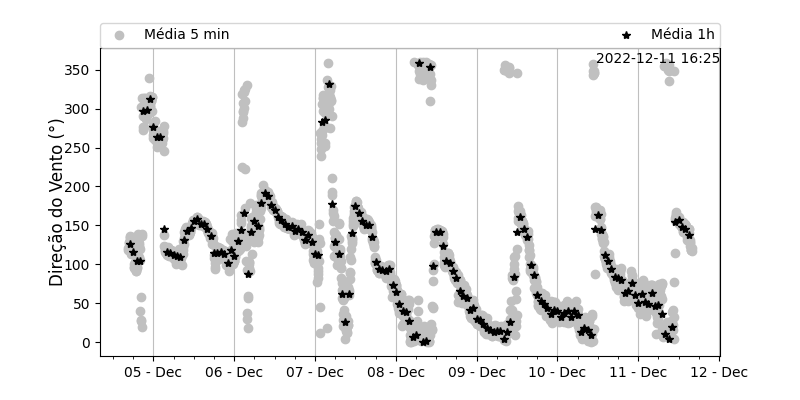 Média 5 min
Média 1h
2022-12-11 16:25
Direção do Vento (°)
350
300
250
200
150
100
50
0
05 - Dec
06 - Dec
07 - Dec
08 - Dec
09 - Dec
10 - Dec
11 - Dec
12 - Dec